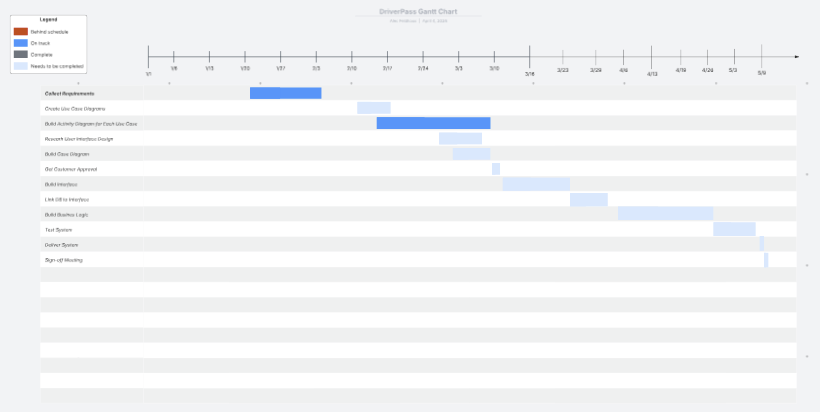 DriverPass Gantt Chart
Legend
Behind schedule
On track
Complete
Needs to be completed
1/1
1/6
1/13
1/20
1/27
2/3
2/10
2/17
2/24
3/3
3/10
3/16
3/23
3/29
4/6
4/13
4/18
4/24
5/3
5/9
Collect Requirements
Create Use Case Diagrams
Build Activity Diagram for Each Use Case
Research User Interface Design
Build Class Diagram
Get Customer Approval
Build Interface
Link DB to Interface
Build Business Logic
Test System
Deliver System
Sign-off Meeting